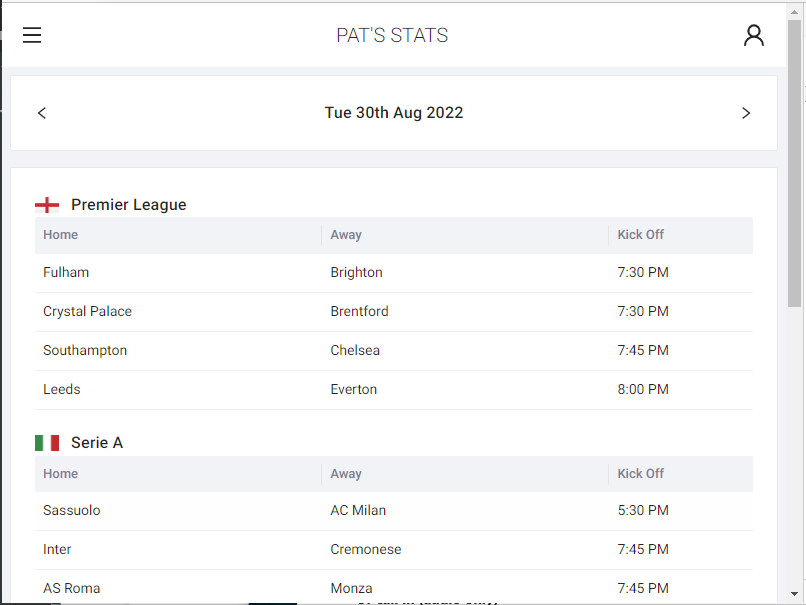 PAT'S STATS
Tue 30th Aug 2022
Premier League
Home Away Kick Off
Fulham Brighton 7:30 PM
Crystal Palace Brentford 7:30 PM
Southampton Chelsea 7:45 PM
Leeds Everton 8:00 PM
Serie A
Home Away Kick Off
Sassuolo AC Milan 5:30 PM
Inter Cremonese 7:45 PM
AS Roma Monza 7:45 PM